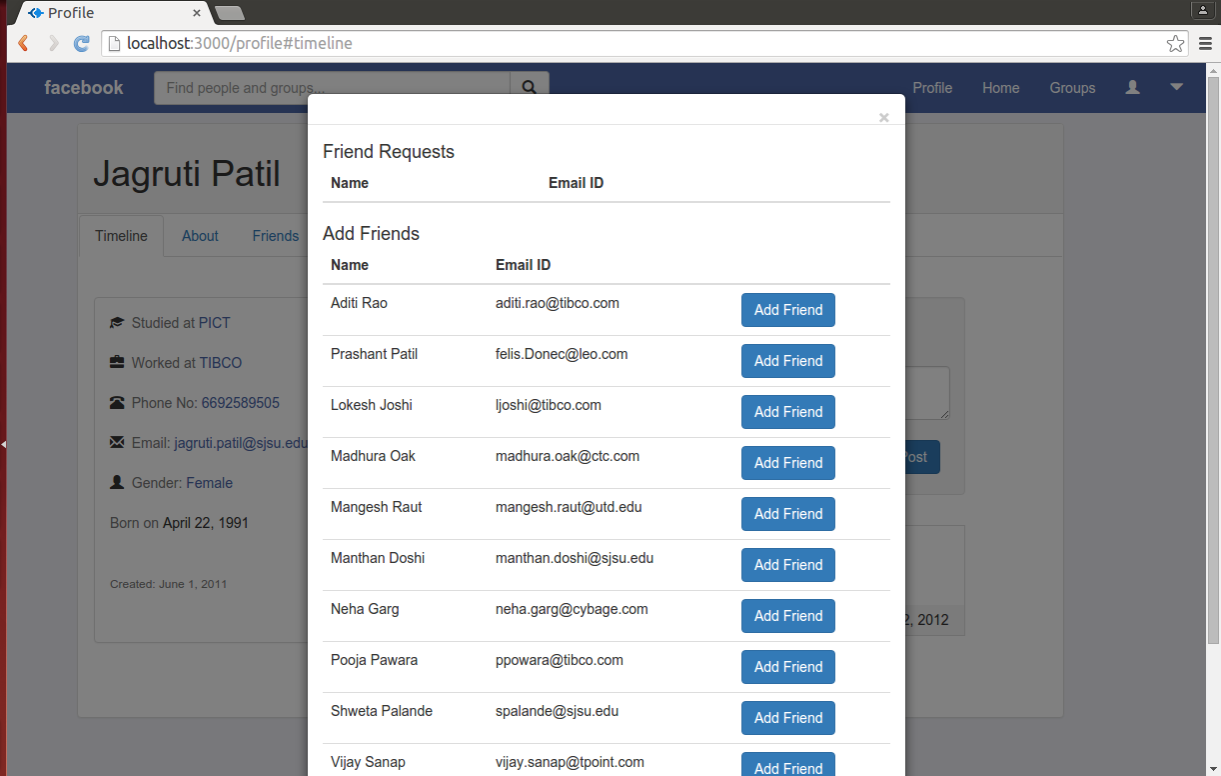 Profile
localhost:3000/profile#timeline
facebook Find people and groups... Profile Home Groups
Jagruti Patil
Timeline About Friends
Studied at PICT
Worked at TIBCO
Phone No: 6692589505
Email: jagruti.patil@sjsu.edu
Gender: Female
Born on April 22, 1991
Created: June 1, 2011
×
Friend Requests
Name Email ID
Add Friends
Name Email ID
Aditi Rao aditi.rao@tibco.com Add Friend
Prashant Patil felis.Donec@leo.com Add Friend
Lokesh Joshi ljoshi@tibco.com Add Friend
Madhura Oak madhura.oak@ctc.com Add Friend
Mangesh Raut mangesh.raut@utd.edu Add Friend
Manthan Doshi manthan.doshi@sjsu.edu Add Friend
Neha Garg neha.garg@cybage.com Add Friend
Pooja Pawara ppowara@tibco.com Add Friend
Shweta Palande spalande@sjsu.edu Add Friend
Vijay Sanap vijay.sanap@tpoint.com Add Friend
Post
2, 2012